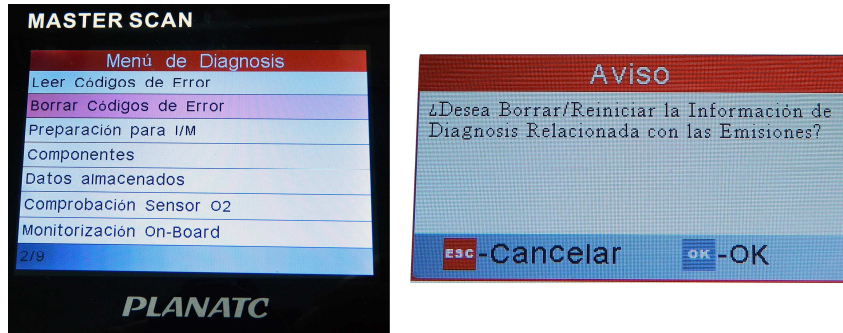 MASTER SCAN
Menú de Diagnosis
Leer Códigos de Error
Borrar Códigos de Error
Preparación para I/M
Componentes
Datos almacenados
Comprobación Sensor O2
Monitorización On-Board
2/9
PLANATC
Aviso
¿Desea Borrar/Reiniciar la Información de
Diagnosis Relacionada con las Emisiones?
ESC -Cancelar OK -OK